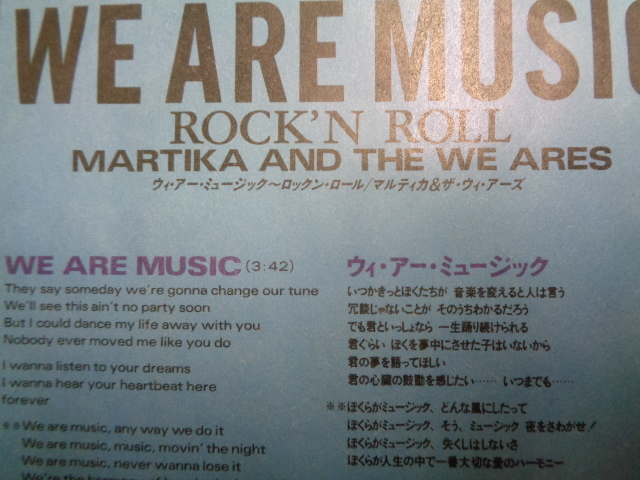 WE ARE MUSIC
ROCK'N ROLL
MARTIKA AND THE WE ARES
ウィ・アー・ミュージック〜ロックン・ロール/マルティカ&ザ・ウィ・アーズ
WE ARE MUSIC (3:42)
They say someday we're gonna change our tune
We'll see this ain't no party soon
But I could dance my life away with you
Nobody ever moved me like you do
I wanna listen to your dreams
I wanna hear your heartbeat here
forever
**We are music, any way we do it
We are music, music, movin' the night
We are music, never wanna lose it
We're the
ウィ・アー・ミュージック
いつかきっとぼくたちが 音楽を変えると人は言う
冗談じゃないことが そのうちわかるだろう
でも君といっしょなら 一生踊り続けられる
君ぐらい ぼくを夢中にさせた子はいないから
君の夢を語ってほしい
君の心臓の鼓動を感じたい…… いつまでも……
**ぼくらがミュージック、どんな風にしたって
ぼくらがミュージック、そう、ミュージック 夜をさわがせ!
ぼくらがミュージック、失くしはしないさ
ぼくらが人生の中で一番大切な愛のハーモニー